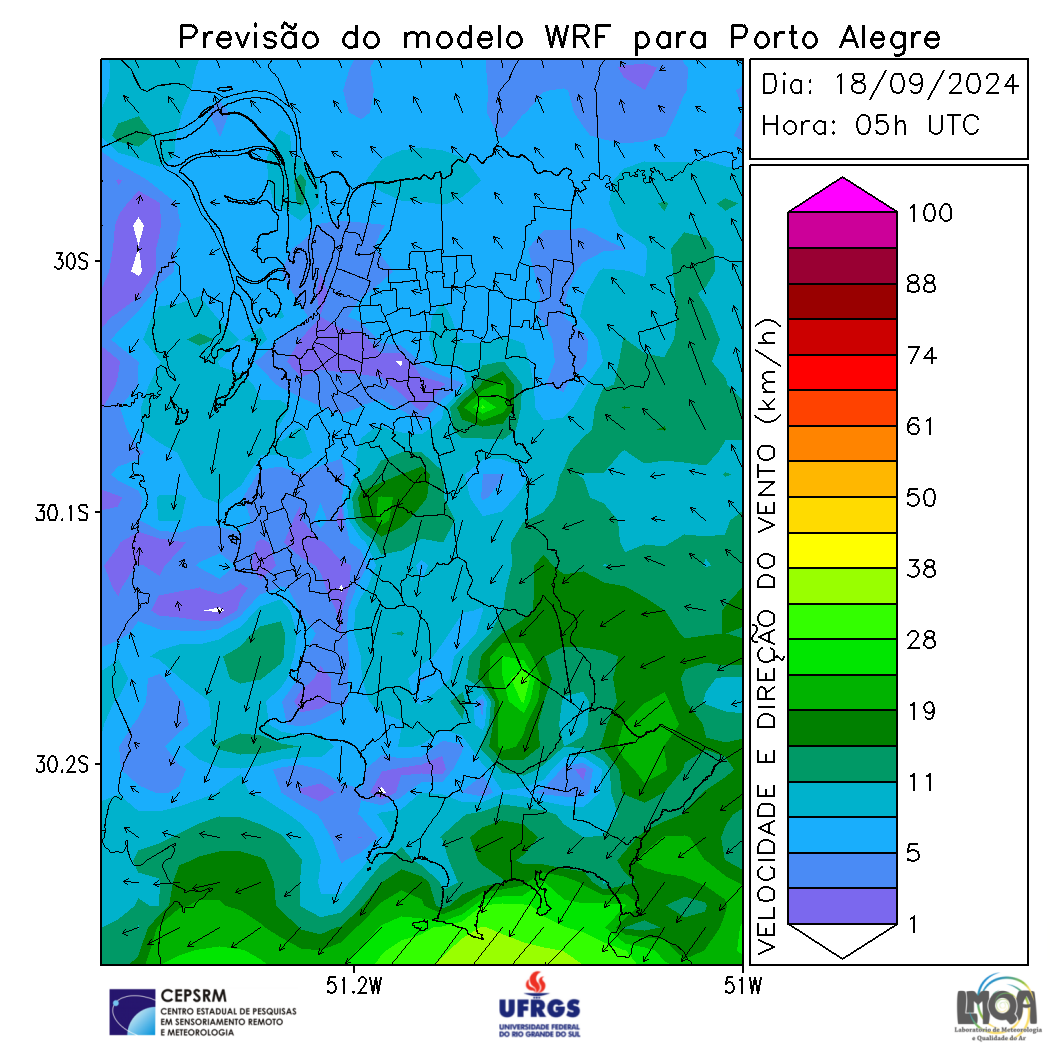 Previsão do modelo WRF para Porto Alegre
Dia: 18/09/2024
Hora: 05h UTC
30S
30.1S
30.2S
51.2W
51W
VELOCIDADE E DIREÇÃO DO VENTO (km/h)
100
88
74
61
50
38
28
19
11
5
1
CEPSRM
CENTRO ESTADUAL DE PESQUISAS
EM SENSORIAMENTO REMOTO
E METEOROLOGIA
UFRGS
UNIVERSIDADE FEDERAL
DO RIO GRANDE DO SUL
LMQA
Laboratório de Meteorologia
e Qualidade do Ar